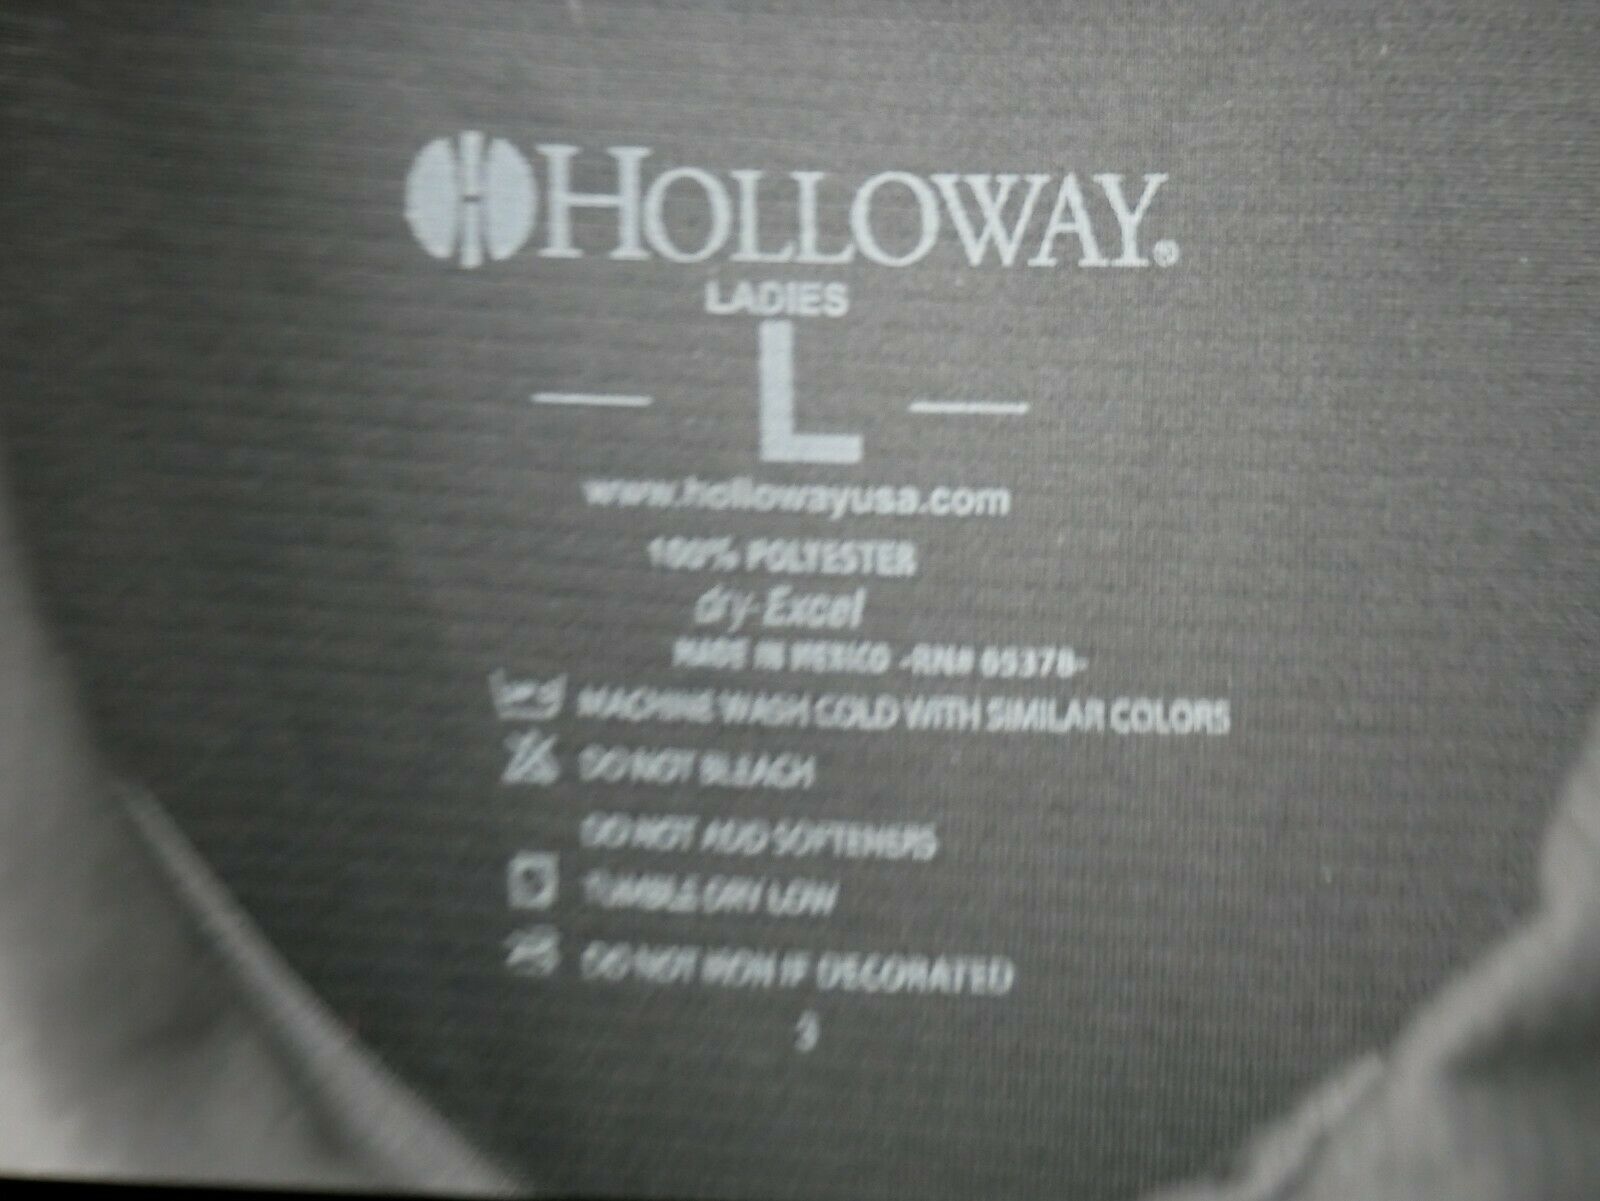 HOLLOWAY®
LADIES
L
www.hollowayusa.com
100% POLYESTER
dry-Excel
MADE IN MEXICO -RN# 65378-
MACHINE WASH COLD WITH SIMILAR COLORS
DO NOT BLEACH
DO NOT ADD SOFTENERS
TUMBLE DRY LOW
DO NOT IRON IF DECORATED
3